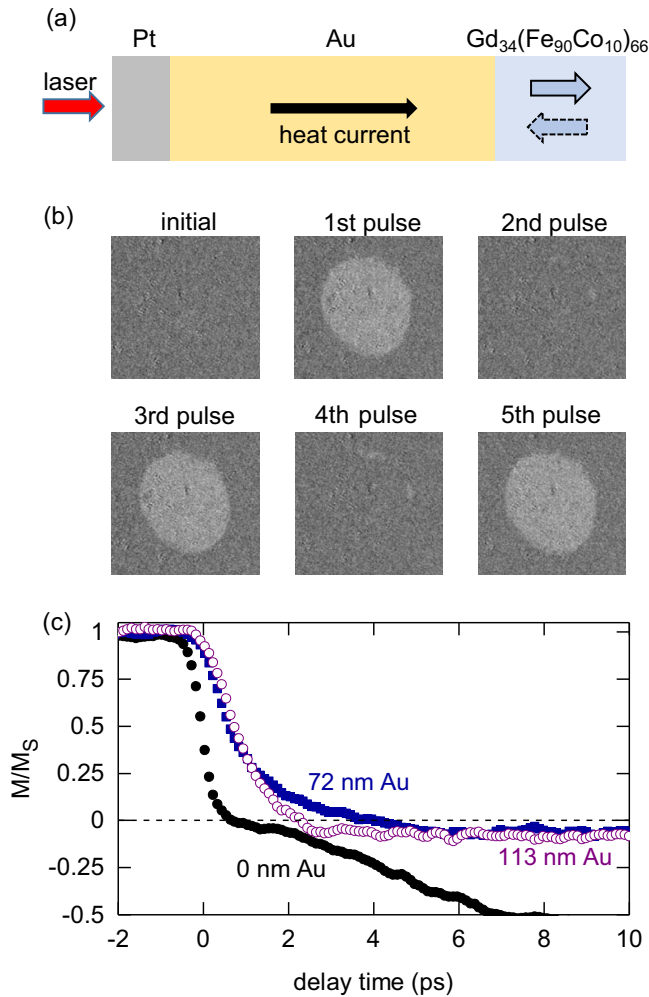 (a)
Pt Au Gd₃₄(Fe₉₀Co₁₀)₆₆
laser
heat current
(b)
initial 1st pulse 2nd pulse
3rd pulse 4th pulse 5th pulse
(c)
1
0.75
0.5
0.25
0
-0.25
-0.5
M/M_S
72 nm Au
0 nm Au
113 nm Au
-2 0 2 4 6 8 10
delay time (ps)